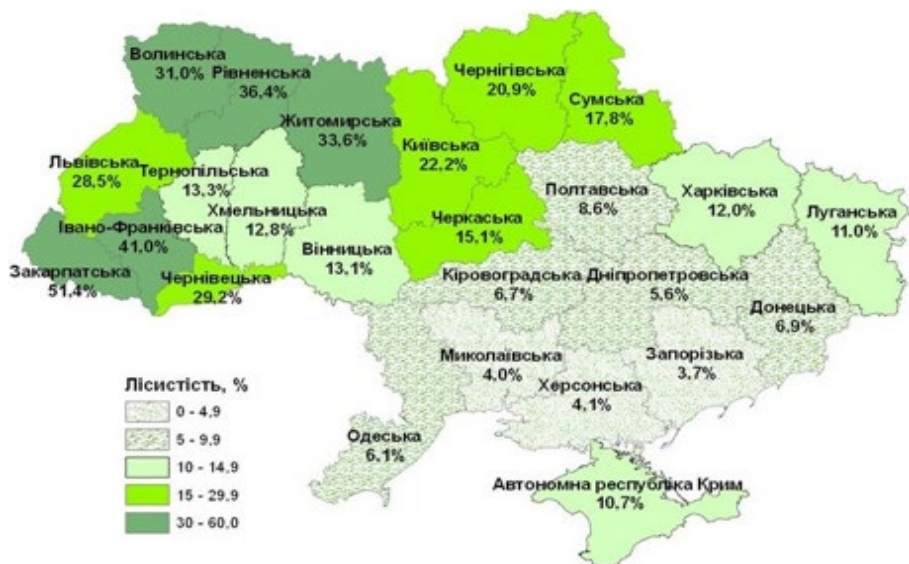 Волинська
31,0%
Рівненська
36,4%
Житомирська
33,6%
Чернігівська
20,9%
Сумська
17,8%
Київська
22,2%
Львівська
28,5%
Тернопільська
13,3%
Хмельницька
12,8%
Івано-Франківська
41,0%
Закарпатська
51,4%
Чернівецька
29,2%
Вінницька
13,1%
Черкаська
15,1%
Полтавська
8,6%
Харківська
12,0%
Луганська
11.0%
Кіровоградська
6,7%
Дніпропетровська
5,6%
Донецька
6,9%
Миколаївська
4,0%
Запорізька
3,7%
Херсонська
4,1%
Одеська
6,1%
Автономна республіка Крим
10,7%
Лісистість, %
0 - 4,9
5 - 9,9
10 - 14,9
15 - 29,9
30 - 60,0